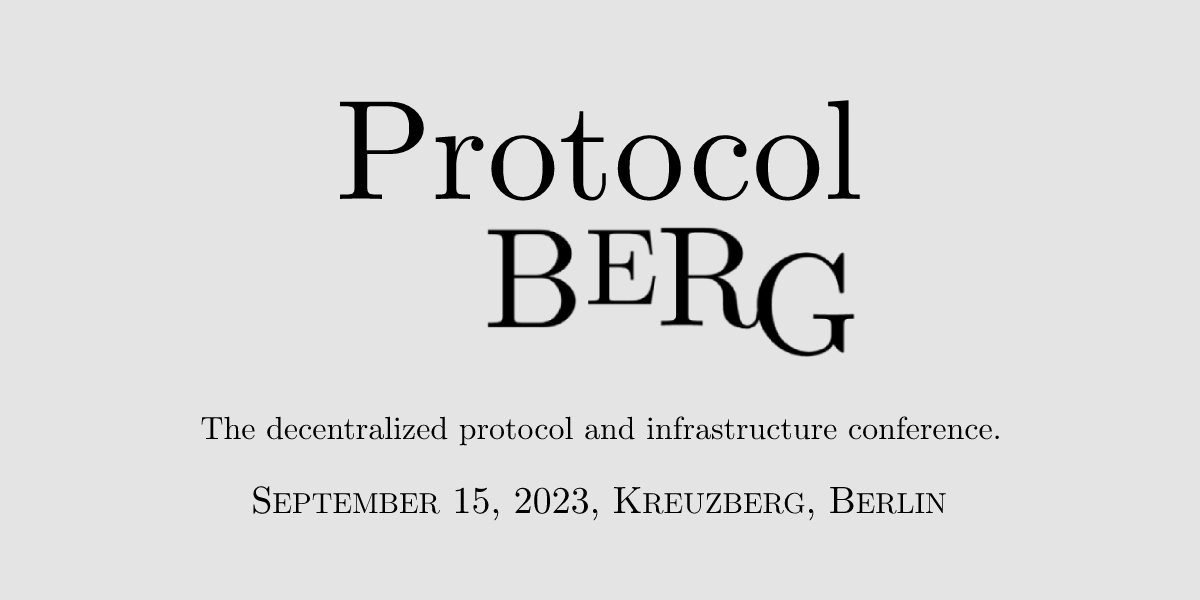 Protocol
BERG
The decentralized protocol and infrastructure conference.
September 15, 2023, Kreuzberg, Berlin